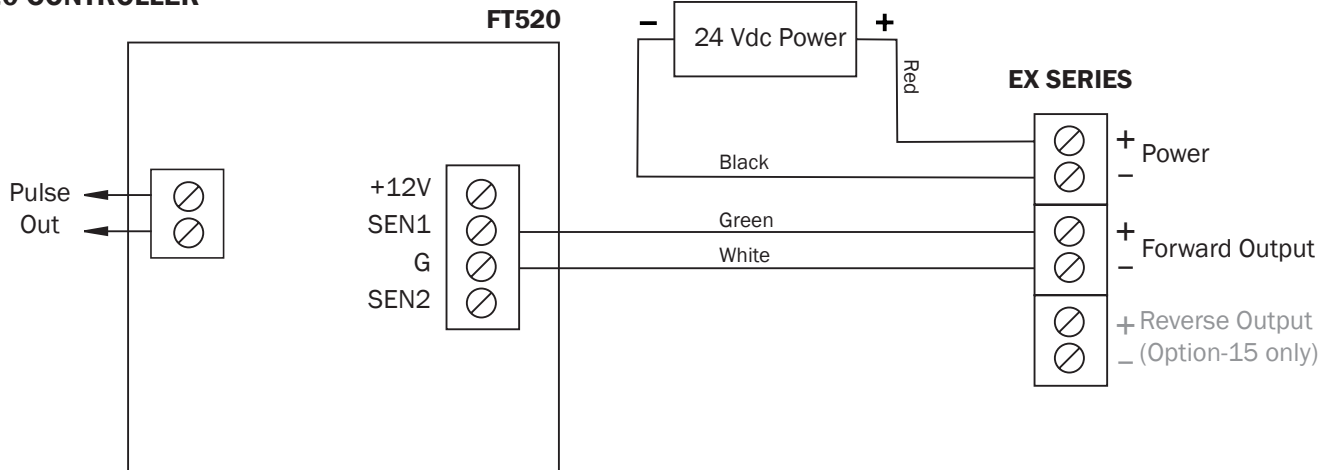 CONTROLLER
FT520
– 24 Vdc Power +
Red
EX SERIES
+ Power
–
Black
Pulse
Out
+12V
SEN1
G
SEN2
Green
White
+
– Forward Output
+ Reverse Output
– (Option-15 only)